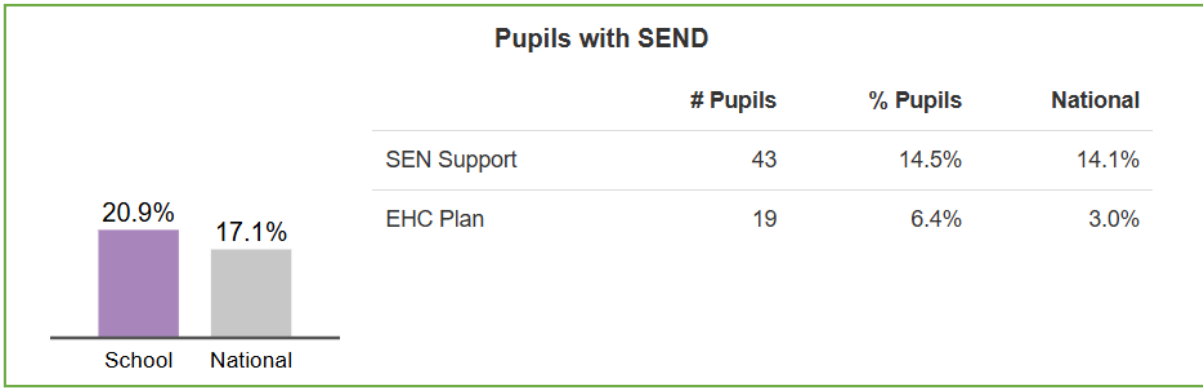 Pupils with SEND
# Pupils % Pupils National
SEN Support 43 14.5% 14.1%
EHC Plan 19 6.4% 3.0%
20.9%
17.1%
School National